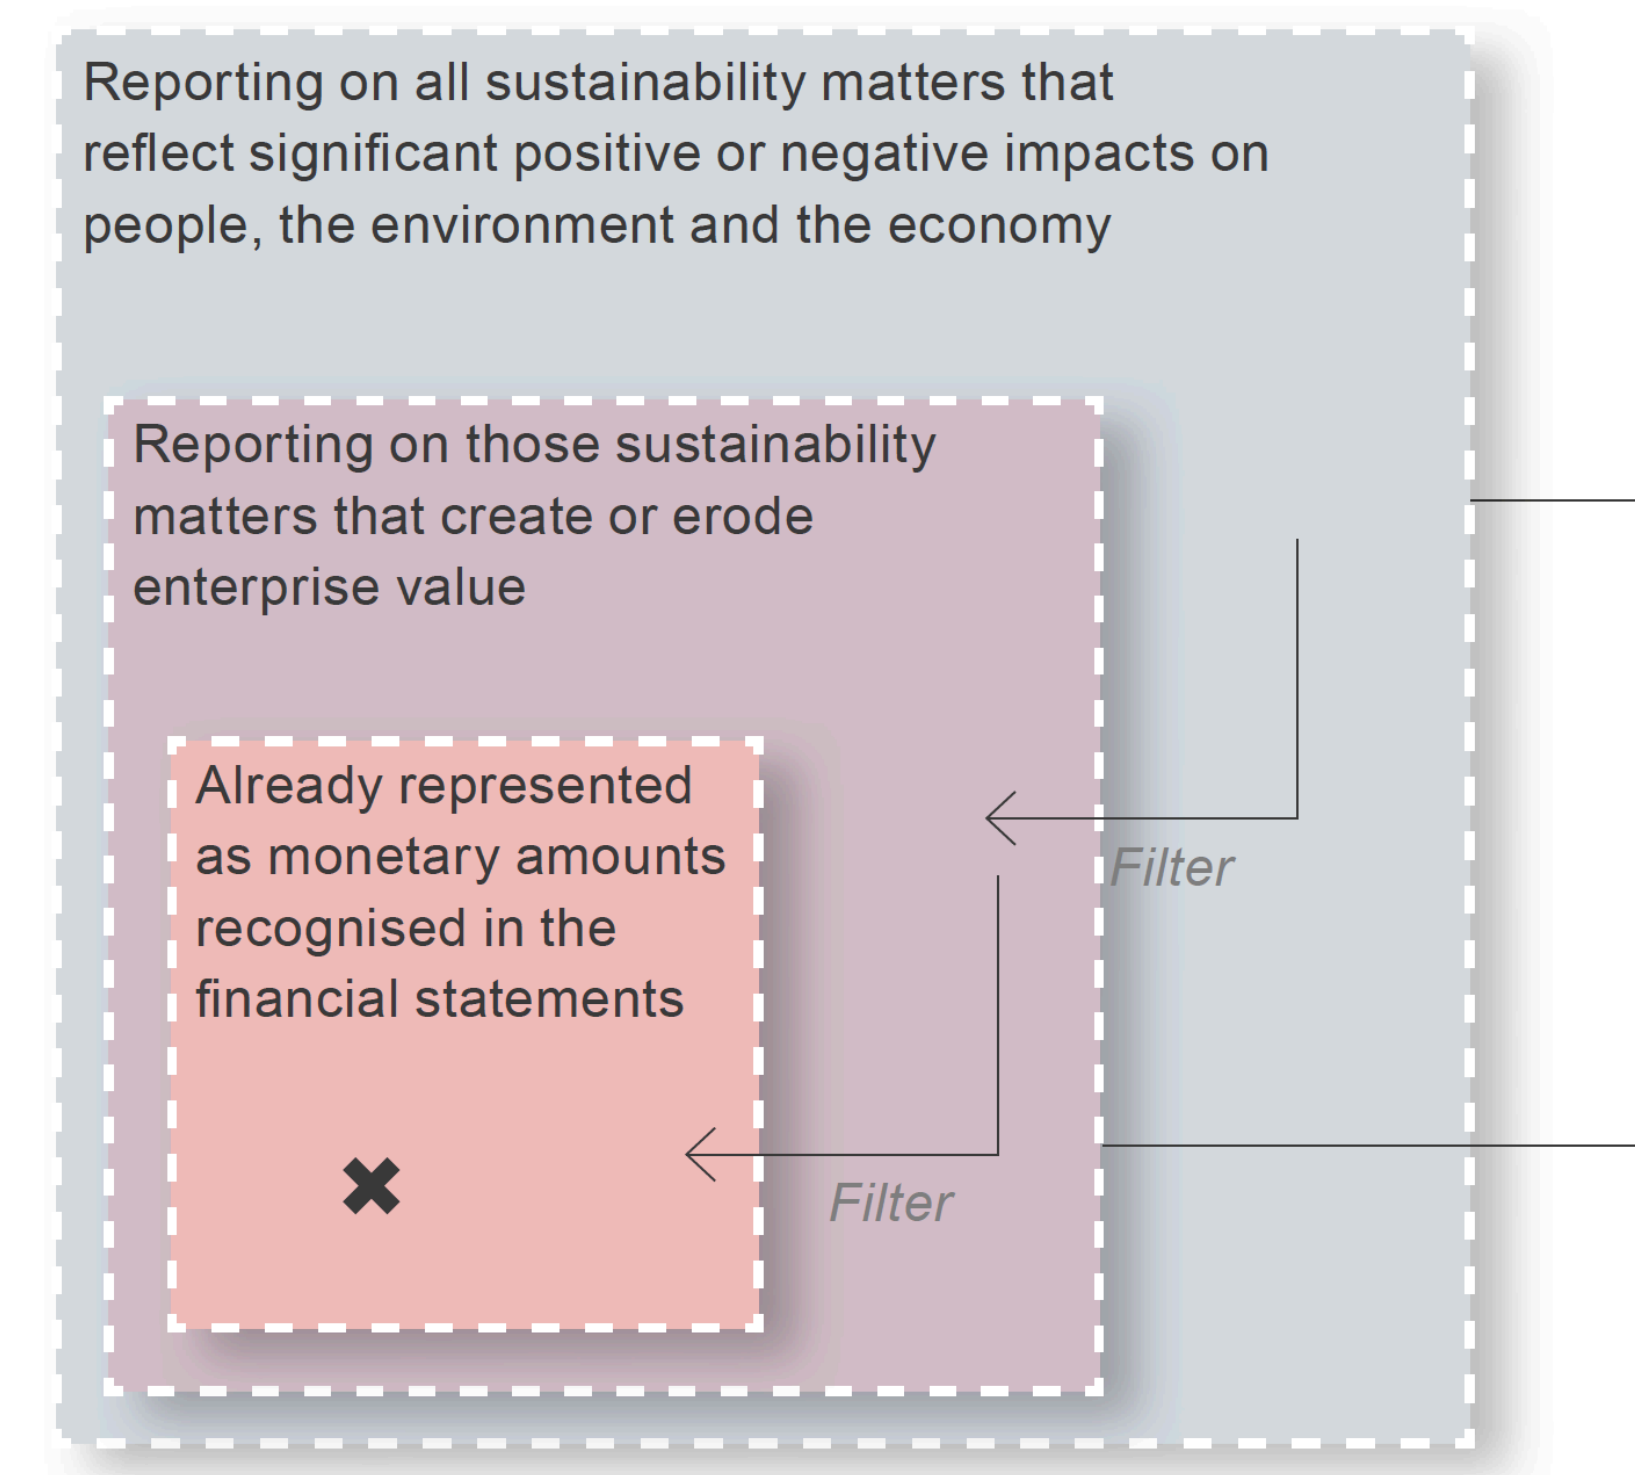 Reporting on all sustainability matters that
reflect significant positive or negative impacts on
people, the environment and the economy
Reporting on those sustainability
matters that create or erode
enterprise value
Already represented
as monetary amounts
recognised in the
financial statements
Filter
Filter